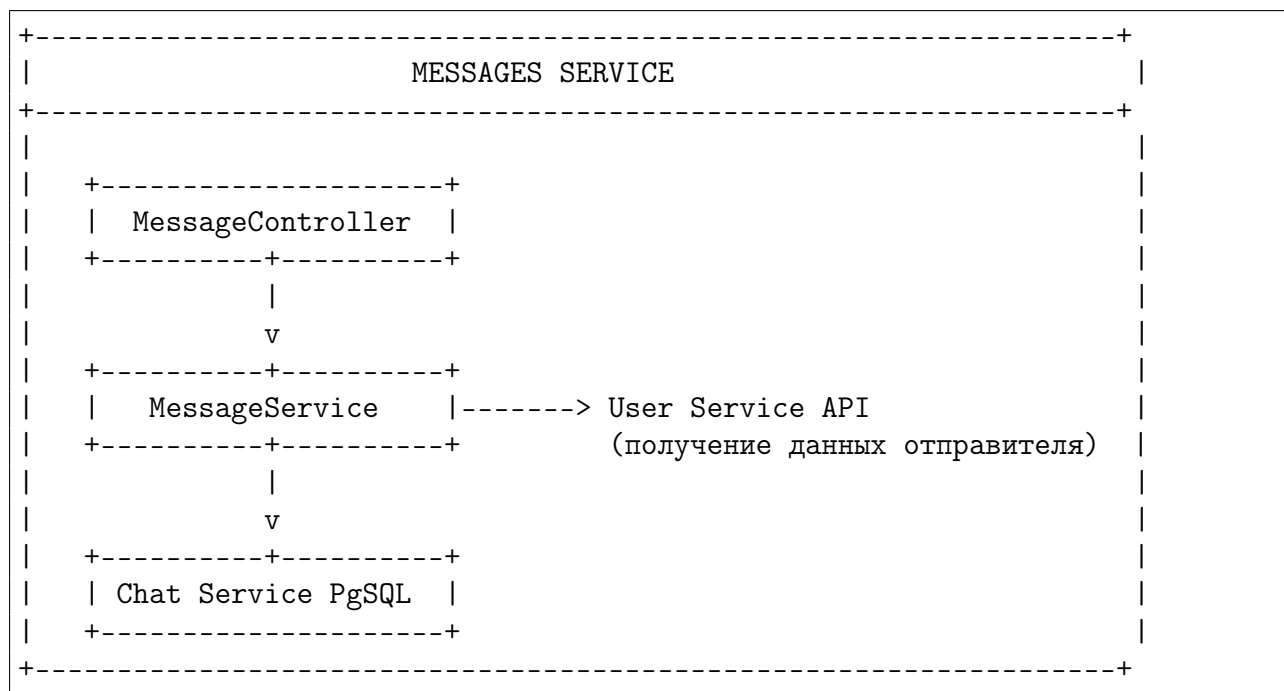 MESSAGES SERVICE
MessageController
v
MessageService -------> User Service API
(получение данных отправителя)
v
Chat Service PgSQL